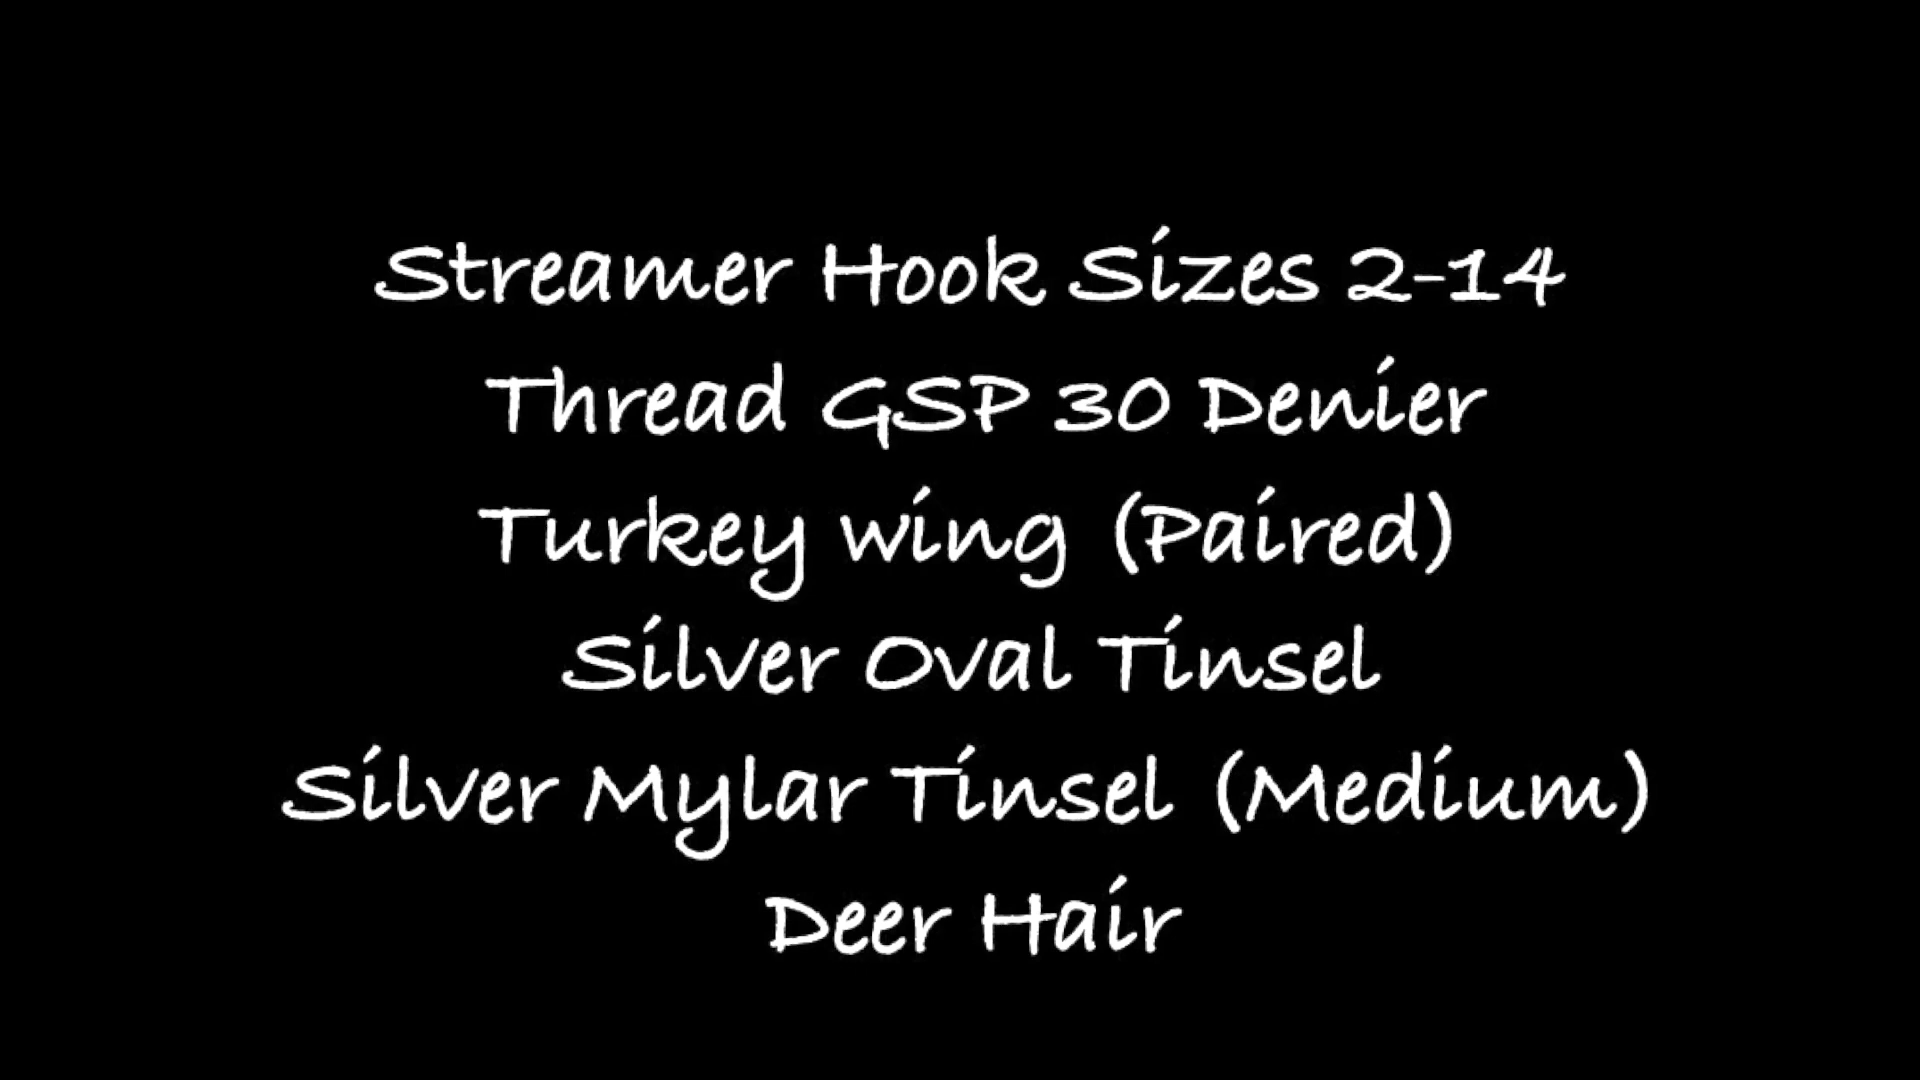 Streamer Hook Sizes 2-14
Thread GSP 30 Denier
Turkey wing (Paired)
Silver Oval Tinsel
Silver Mylar Tinsel (Medium)
Deer Hair